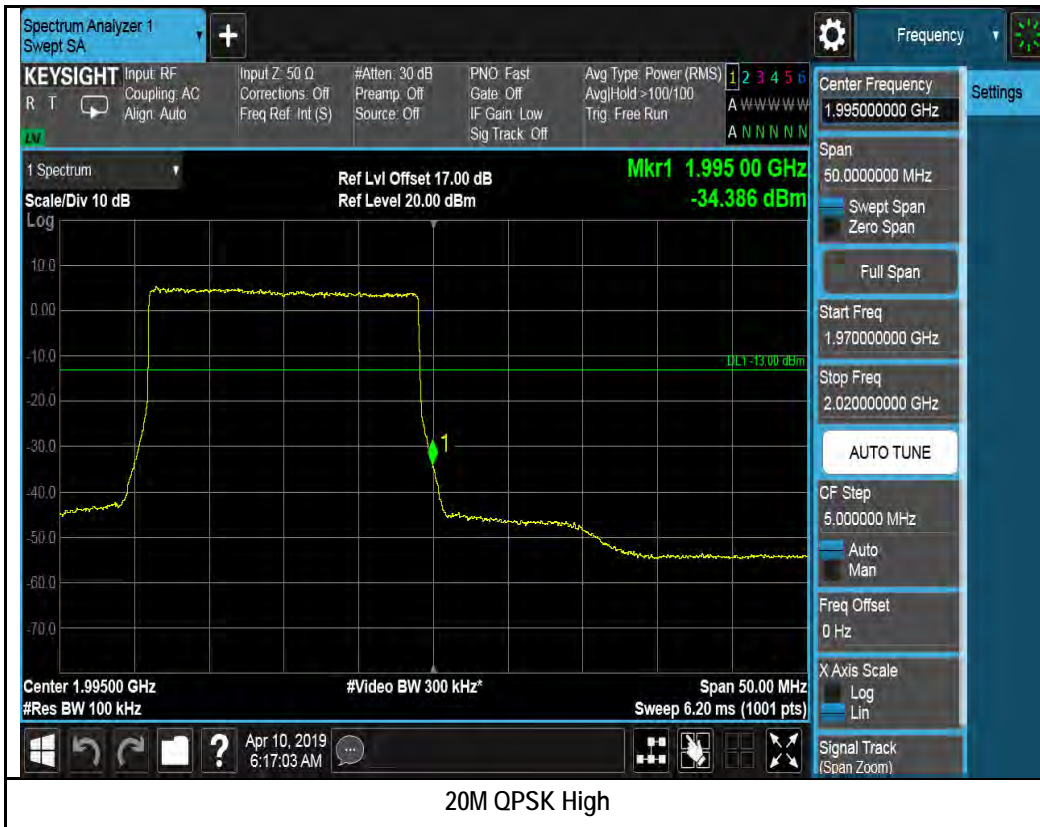 Spectrum Analyzer 1
Swept SA
+
Frequency
KEYSIGHT
R T
Input: RF
Coupling: AC
Align: Auto
Input Z: 50 Ω
Corrections: Off
Freq Ref: Int (S)
#Atten: 30 dB
Preamp: Off
Source: Off
PNO: Fast
Gate: Off
IF Gain: Low
Sig Track: Off
Avg Type: Power (RMS)
Avg|Hold >100/100
Trig: Free Run
1 2 3 4 5 6
A W W W W W
A N N N N N
1 Spectrum
Scale/Div 10 dB
Log
Ref Lvl Offset 17.00 dB
Ref Level 20.00 dBm
Mkr1 1.995 00 GHz
-34.386 dBm
10.0
0.00
-10.0
-20.0
-30.0
-40.0
-50.0
-60.0
-70.0
DL1 -13.00 dBm
1
Center 1.99500 GHz
#Res BW 100 kHz
#Video BW 300 kHz*
Span 50.00 MHz
Sweep 6.20 ms (1001 pts)
?
Apr 10, 2019
6:17:03 AM
Center Frequency
1.995000000 GHz
Settings
Span
50.0000000 MHz
Swept Span
Zero Span
Full Span
Start Freq
1.970000000 GHz
Stop Freq
2.020000000 GHz
AUTO TUNE
CF Step
5.000000 MHz
Auto
Man
Freq Offset
0 Hz
X Axis Scale
Log
Lin
Signal Track
(Span Zoom)
20M QPSK High